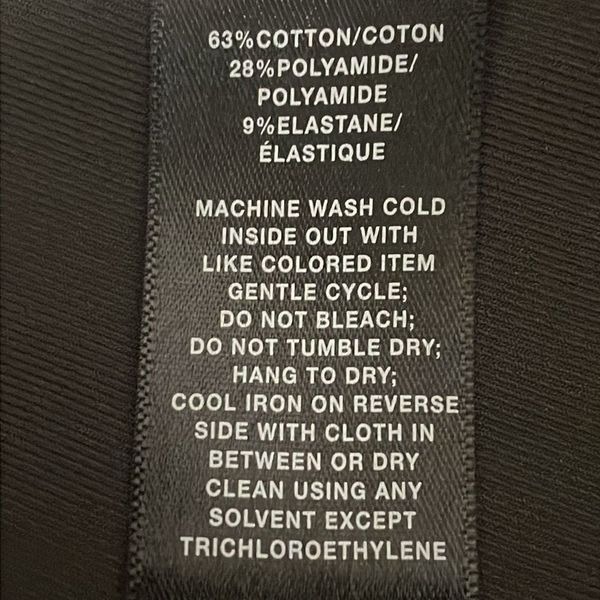 63%COTTON/COTON
28%POLYAMIDE/
POLYAMIDE
9%ELASTANE/
ÉLASTIQUE
MACHINE WASH COLD
INSIDE OUT WITH
LIKE COLORED ITEM
GENTLE CYCLE;
DO NOT BLEACH;
DO NOT TUMBLE DRY;
HANG TO DRY;
COOL IRON ON REVERSE
SIDE WITH CLOTH IN
BETWEEN OR DRY
CLEAN USING ANY
SOLVENT EXCEPT
TRICHLOROETHYLENE